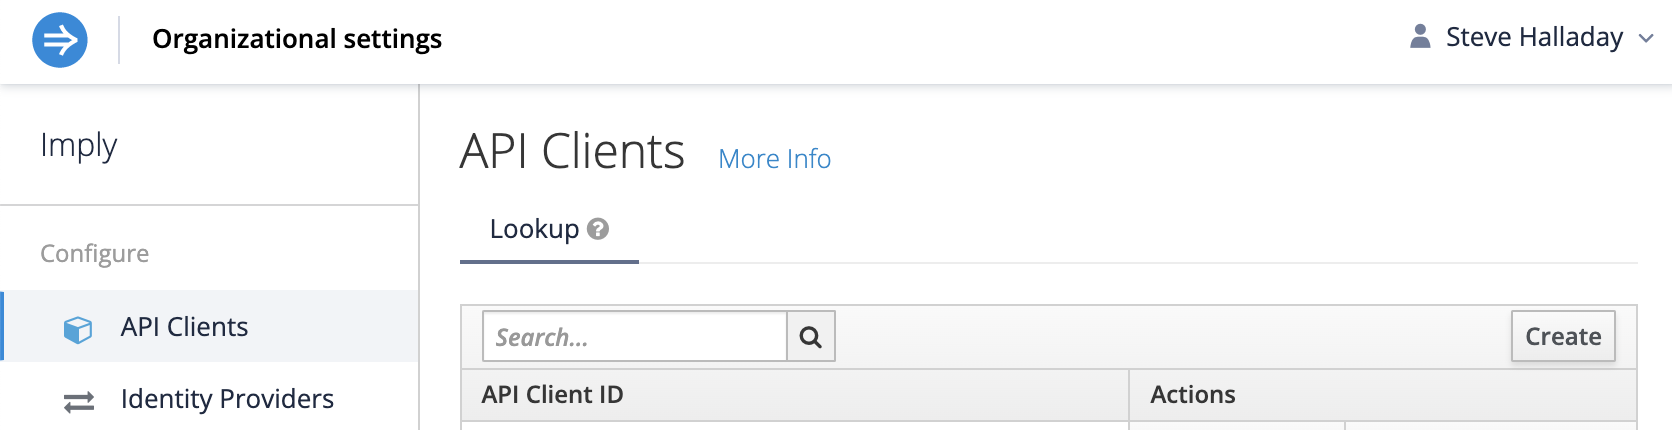 Organizational settings
Steve Halladay
Imply
Configure
API Clients
Identity Providers
API Clients More Info
Lookup ?
Search...
Create
API Client ID Actions